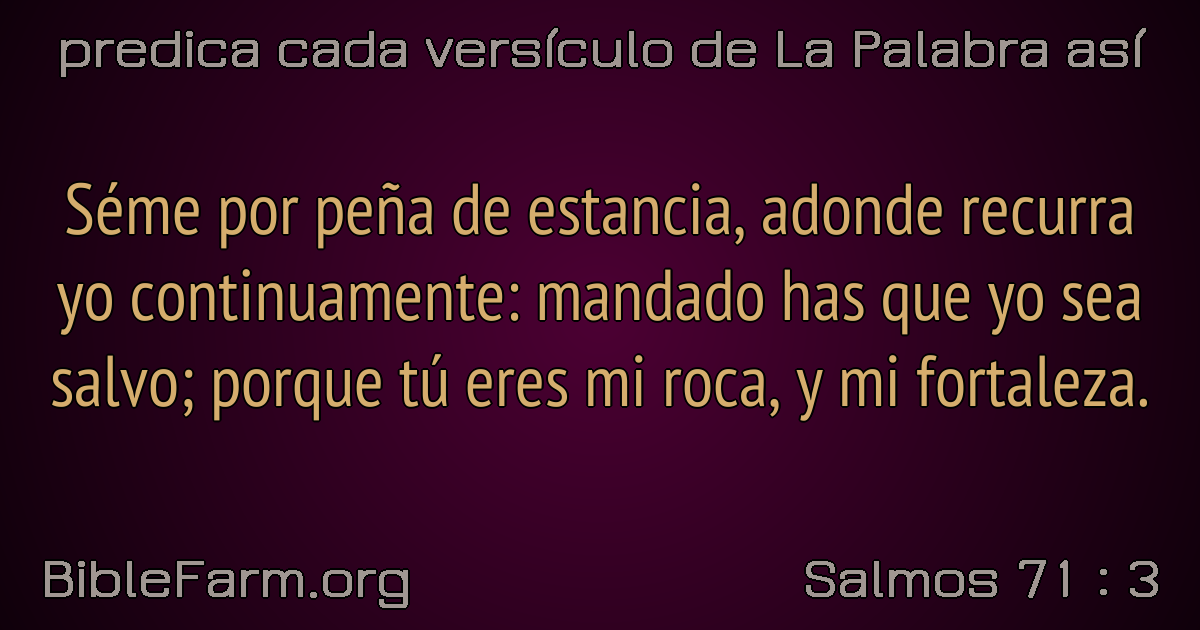 predica cada versículo de La Palabra así
Séme por peña de estancia, adonde recurra
yo continuamente: mandado has que yo sea
salvo; porque tú eres mi roca, y mi fortaleza.
BibleFarm.org
Salmos 71 : 3